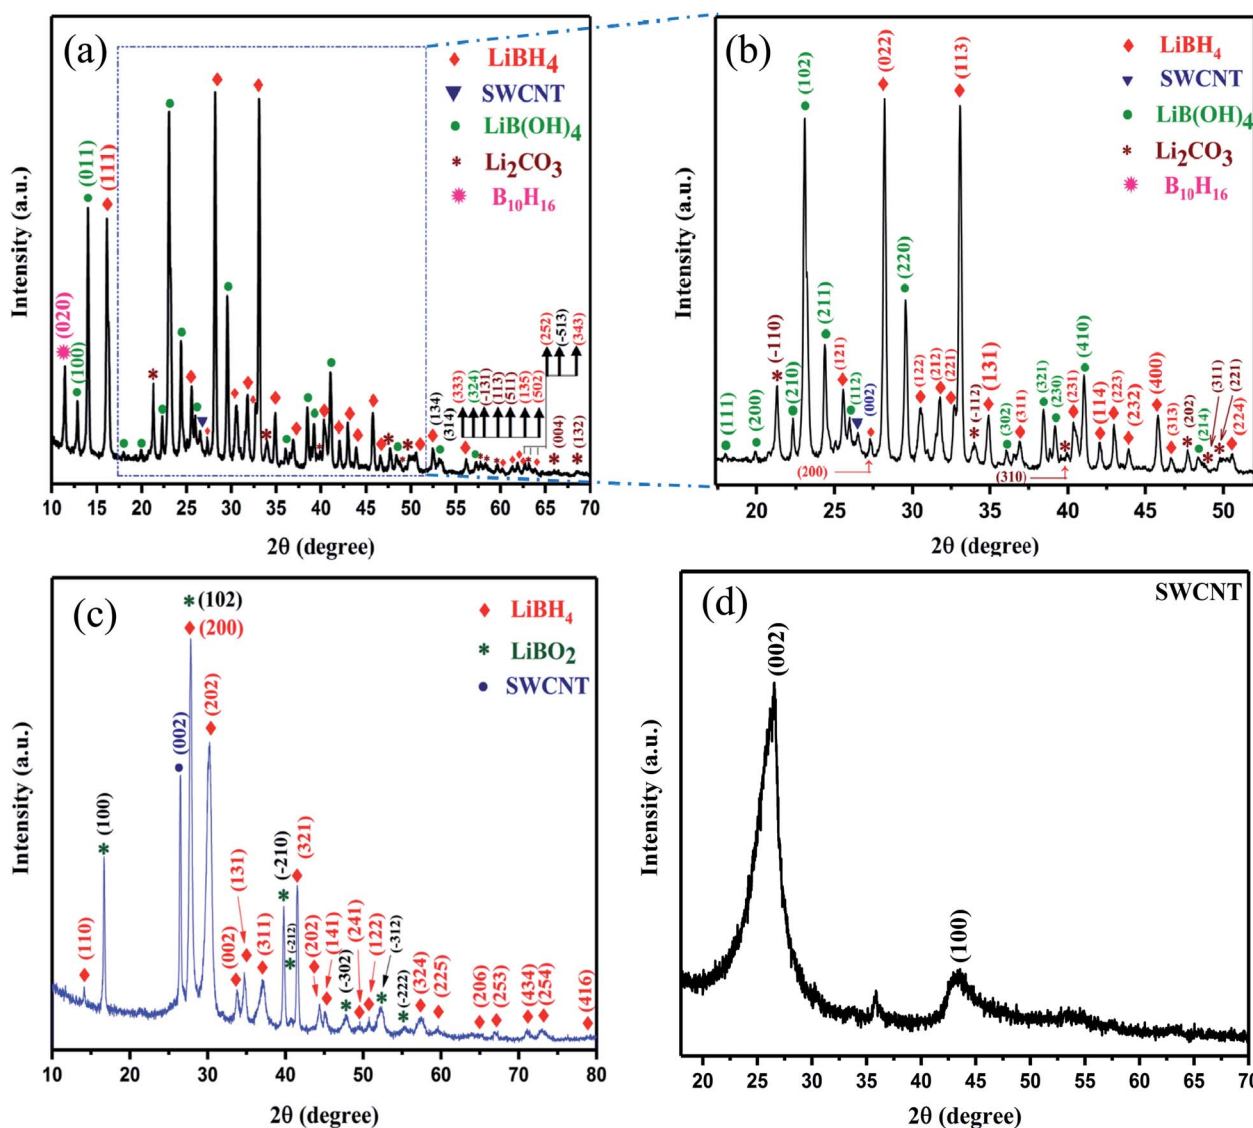 (a)
LiBH4
SWCNT
LiB(OH)4
Li2CO3
B10H16
(020)
(100)
(011)
(111)
(134)
(314)
(333)
(324)
(-131)
(113)
(511)
(135)
(502)
(252)
(-513)
(343)
(004)
(132)
Intensity (a.u.)
10 15 20 25 30 35 40 45 50 55 60 65 70
2θ (degree)
(b)
LiBH4
SWCNT
LiB(OH)4
Li2CO3
B10H16
(111)
(200)
(-110)
(210)
(102)
(211)
(121)
(112)
(002)
(200)
(022)
(220)
(122)
(212)
(221)
(113)
(-112)
(131)
(302)
(311)
(321)
(230)
(310)
(231)
(410)
(114)
(223)
(232)
(400)
(313)
(202)
(214)
(311)
(221)
(224)
Intensity (a.u.)
20 25 30 35 40 45 50
2θ (degree)
(c)
LiBH4
LiBO2
SWCNT
(110)
(100)
(002)
(102)
(200)
(202)
(002)
(131)
(311)
(-210)
(-212)
(321)
(202)
(141)
(-302)
(241)
(122)
(-312)
(-222)
(324)
(225)
(206)
(253)
(434)
(254)
(416)
Intensity (a.u.)
10 20 30 40 50 60 70 80
2θ (degree)
(d)
SWCNT
(002)
(100)
Intensity (a.u.)
20 25 30 35 40 45 50 55 60 65 70
2θ (degree)